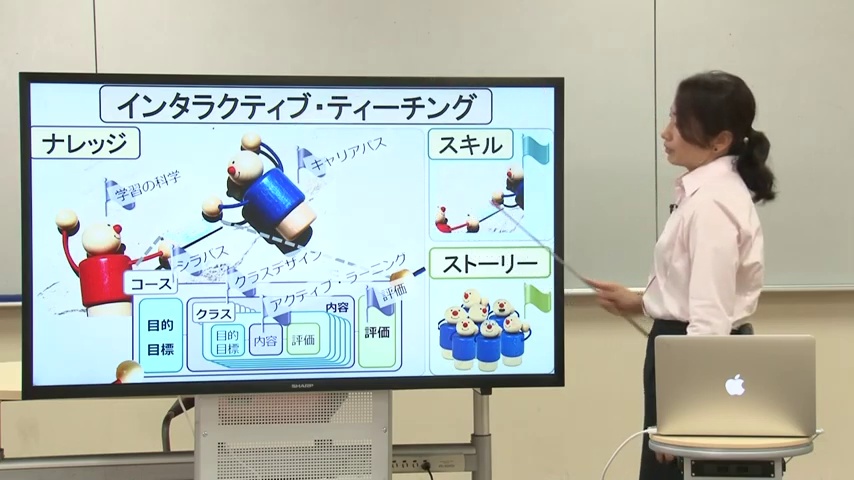 インタラクティブ・ティーチング
ナレッジ
スキル
キャリアパス
学習の科学
シラバス
クラスデザイン
アクティブ・ラーニング
評価
ストーリー
コース
目的
目標
クラス
内容
目的
目標
内容
評価
評価
SHARP